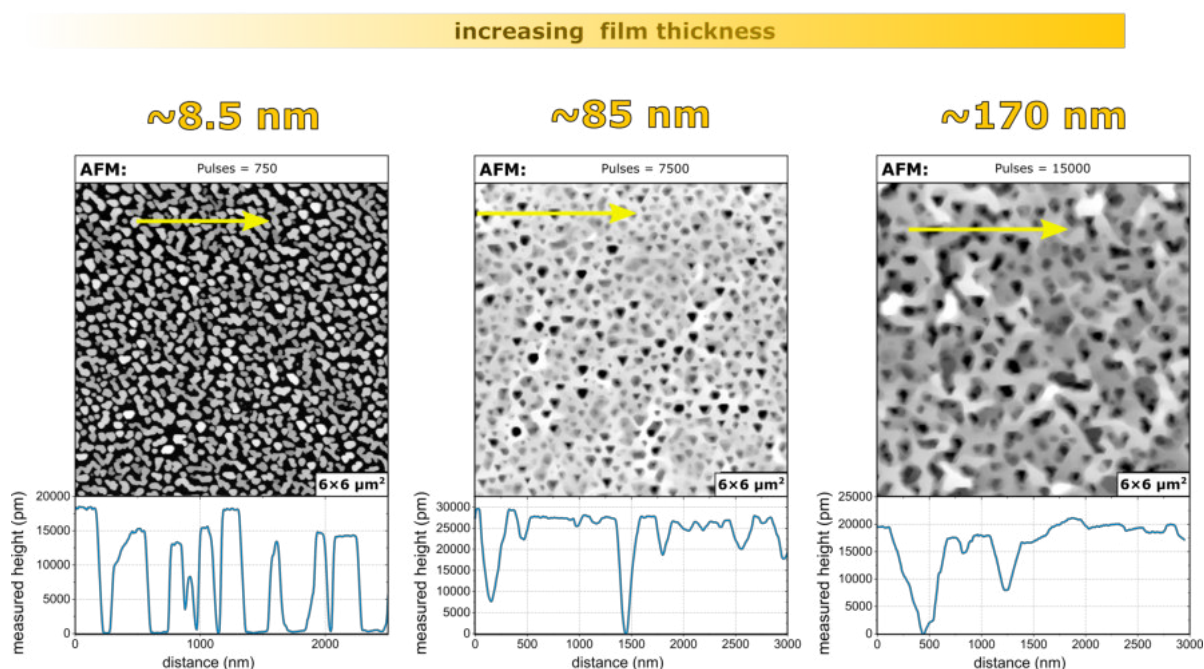 increasing film thickness
~8.5 nm
~85 nm
~170 nm
AFM: Pulses = 750
AFM: Pulses = 7500
AFM: Pulses = 15000
6×6 µm²
6×6 µm²
6×6 µm²
measured height (pm)
20000
15000
10000
5000
0
0 1000 2000
distance (nm)
measured height (pm)
30000
25000
20000
15000
10000
5000
0
0 500 1000 1500 2000 2500 3000
distance (nm)
measured height (pm)
25000
20000
15000
10000
5000
0
0 500 1000 1500 2000 2500 3000
distance (nm)